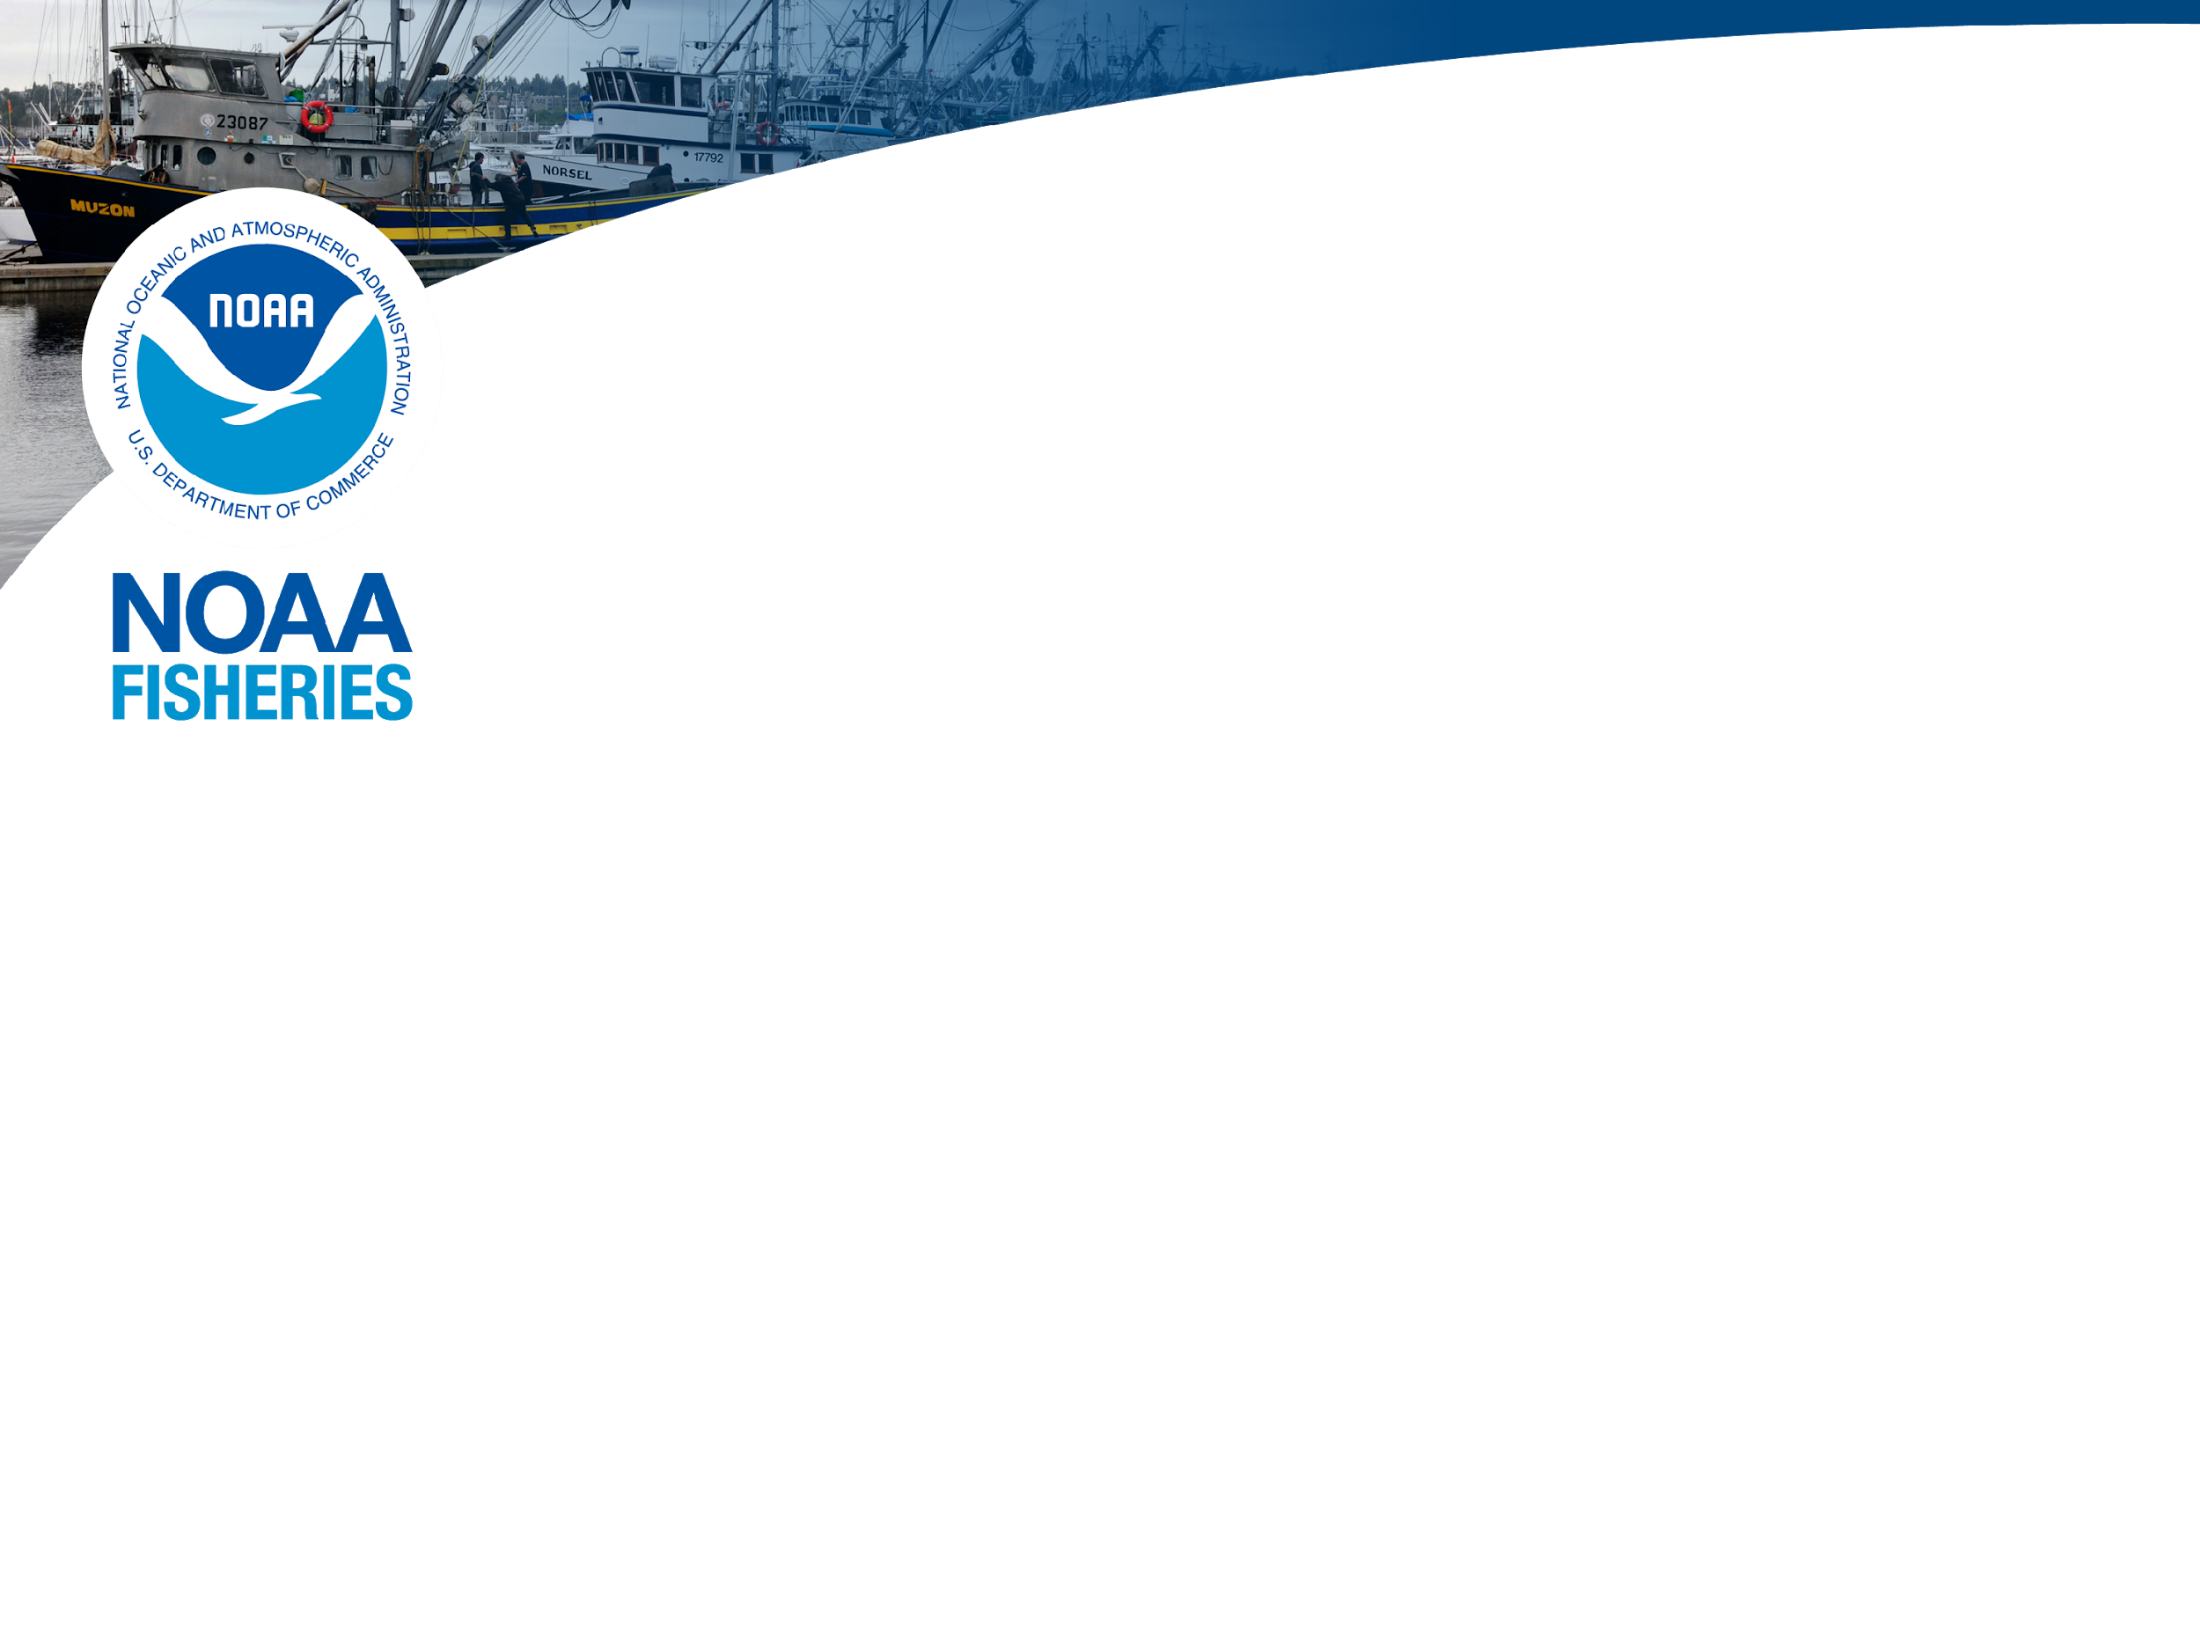 23087
17792
NORSEL
MUZON
NATIONAL OCEANIC AND ATMOSPHERIC ADMINISTRATION
NOAA
U.S. DEPARTMENT OF COMMERCE
NOAA
FISHERIES